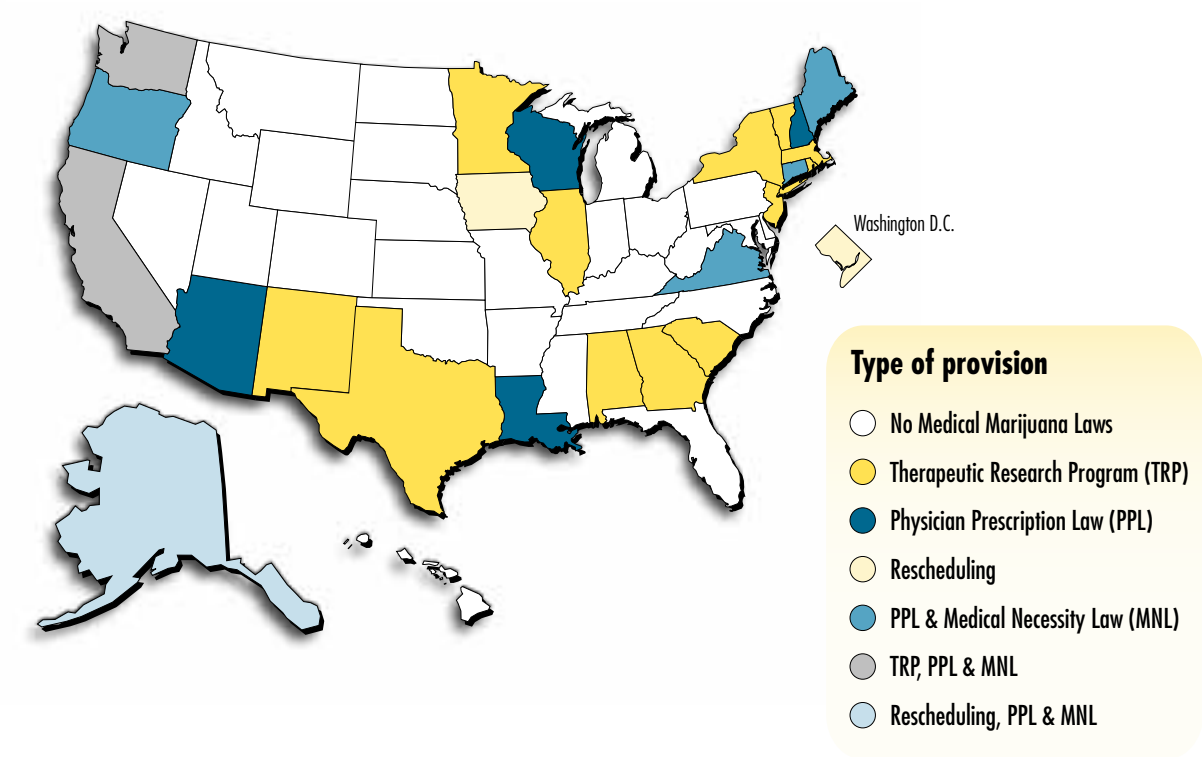 Washington D.C.
Type of provision
No Medical Marijuana Laws
Therapeutic Research Program (TRP)
Physician Prescription Law (PPL)
Rescheduling
PPL & Medical Necessity Law (MNL)
TRP, PPL & MNL
Rescheduling, PPL & MNL